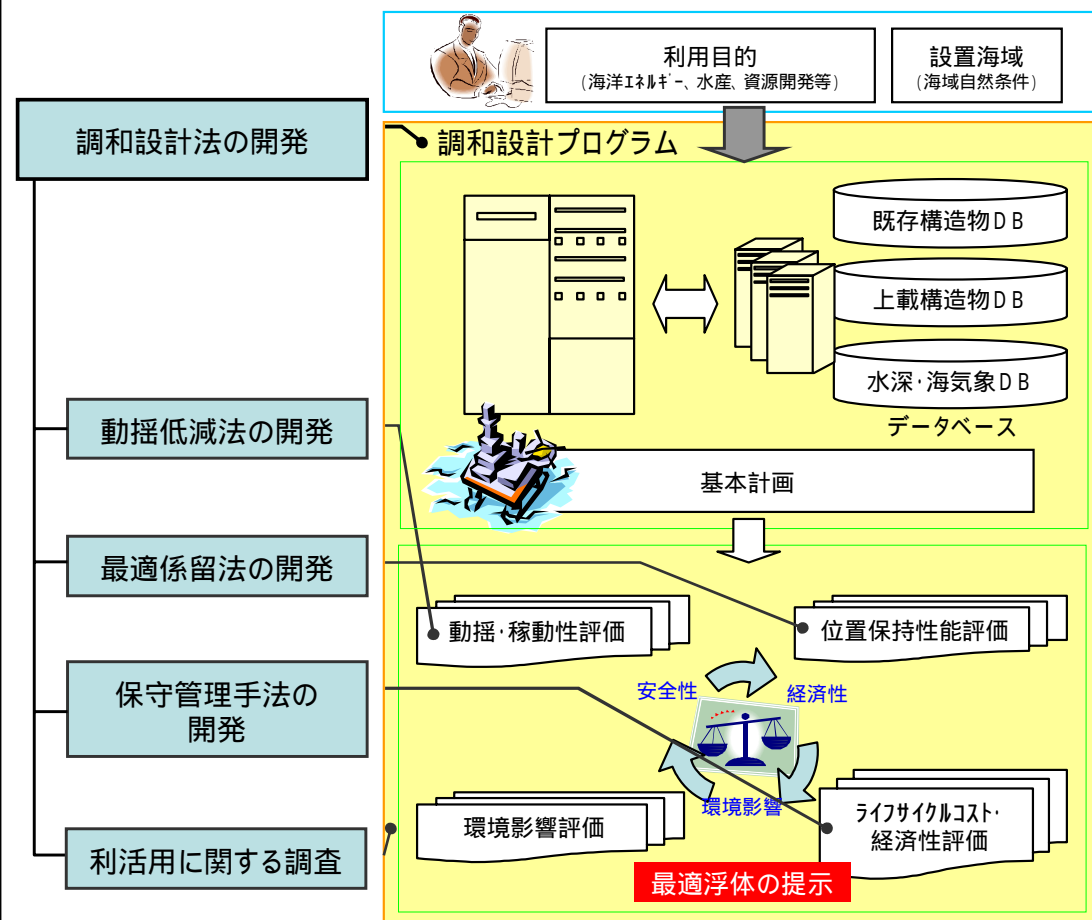 利用目的
(海洋ｴﾈﾙｷﾞｰ、水産、資源開発等)
設置海域
(海域自然条件)
調和設計法の開発
動揺低減法の開発
最適係留法の開発
保守管理手法の
開発
利活用に関する調査
調和設計プログラム
既存構造物DB
上載構造物DB
水深･海気象DB
データベース
基本計画
動揺･稼動性評価
位置保持性能評価
安全性
経済性
環境影響
環境影響評価
ﾗｲﾌｻｲｸﾙｺｽﾄ･
経済性評価
最適浮体の提示